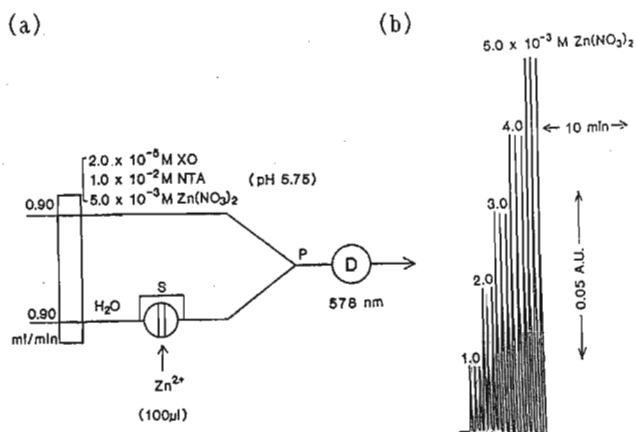 (a)
2.0 x 10⁻⁵ M XO
1.0 x 10⁻² M NTA
5.0 x 10⁻³ M Zn(NO₃)₂
(pH 5.75)
0.90
P
D
578 nm
0.90
ml/min
H₂O
S
Zn²⁺
(100µl)
(b)
5.0 x 10⁻³ M Zn(NO₃)₂
4.0
10 min
3.0
2.0
0.05 A.U.
1.0